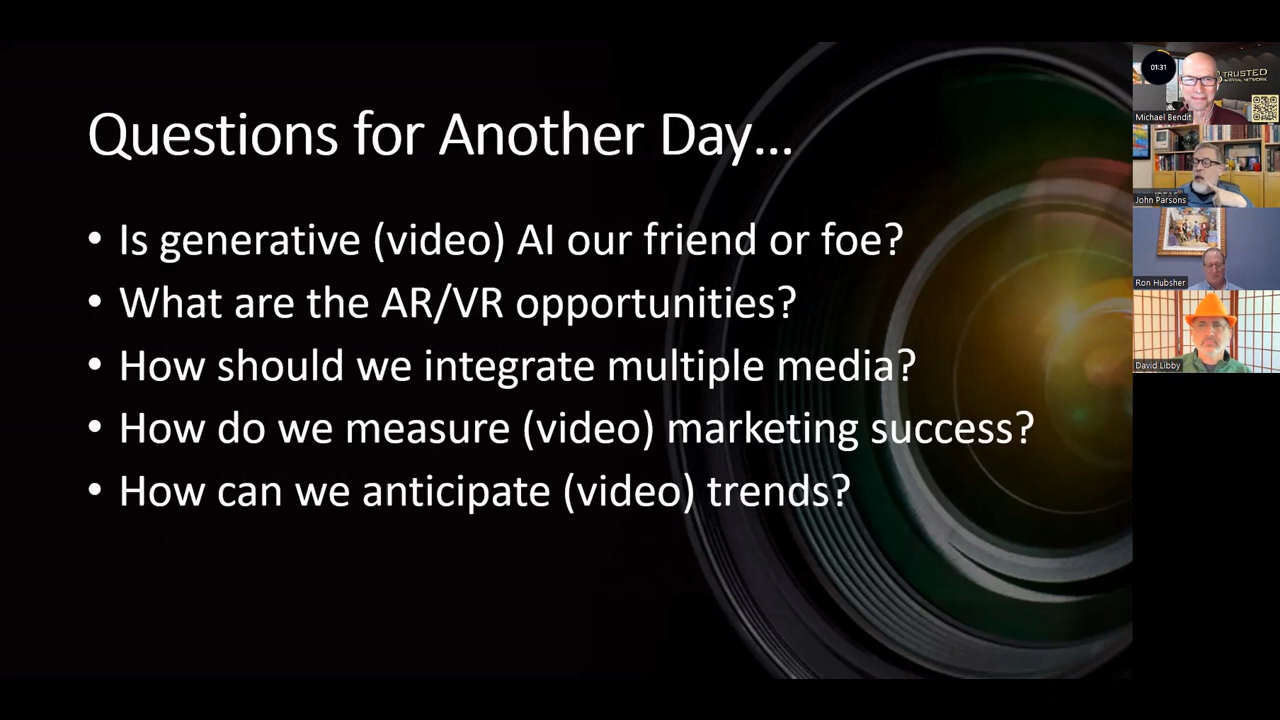 Questions for Another Day...
• Is generative (video) AI our friend or foe?
• What are the AR/VR opportunities?
• How should we integrate multiple media?
• How do we measure (video) marketing success?
• How can we anticipate (video) trends?
01:31
TRUSTED
Michael Bendit
John Parsons
Ron Hubsher
David Libby